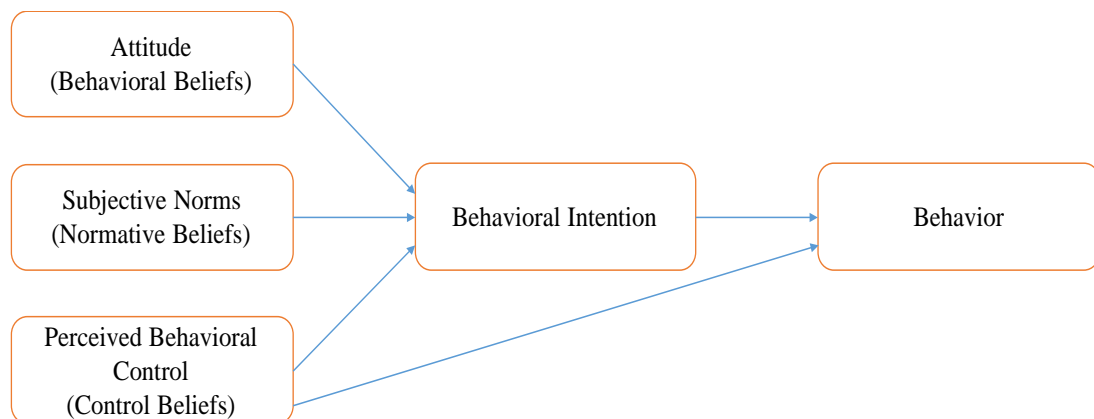 Attitude
(Behavioral Beliefs)
Subjective Norms
(Normative Beliefs)
Perceived Behavioral
Control
(Control Beliefs)
Behavioral Intention
Behavior